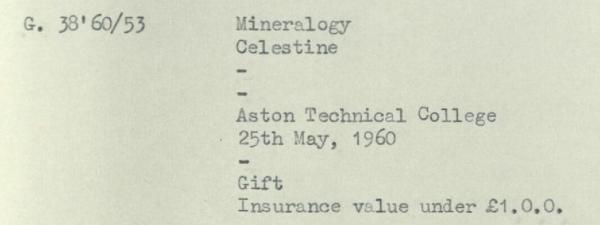 G. 38'60/53 Mineralogy
Celestine
-
-
Aston Technical College
25th May, 1960
-
Gift
Insurance value under £1.0.0.